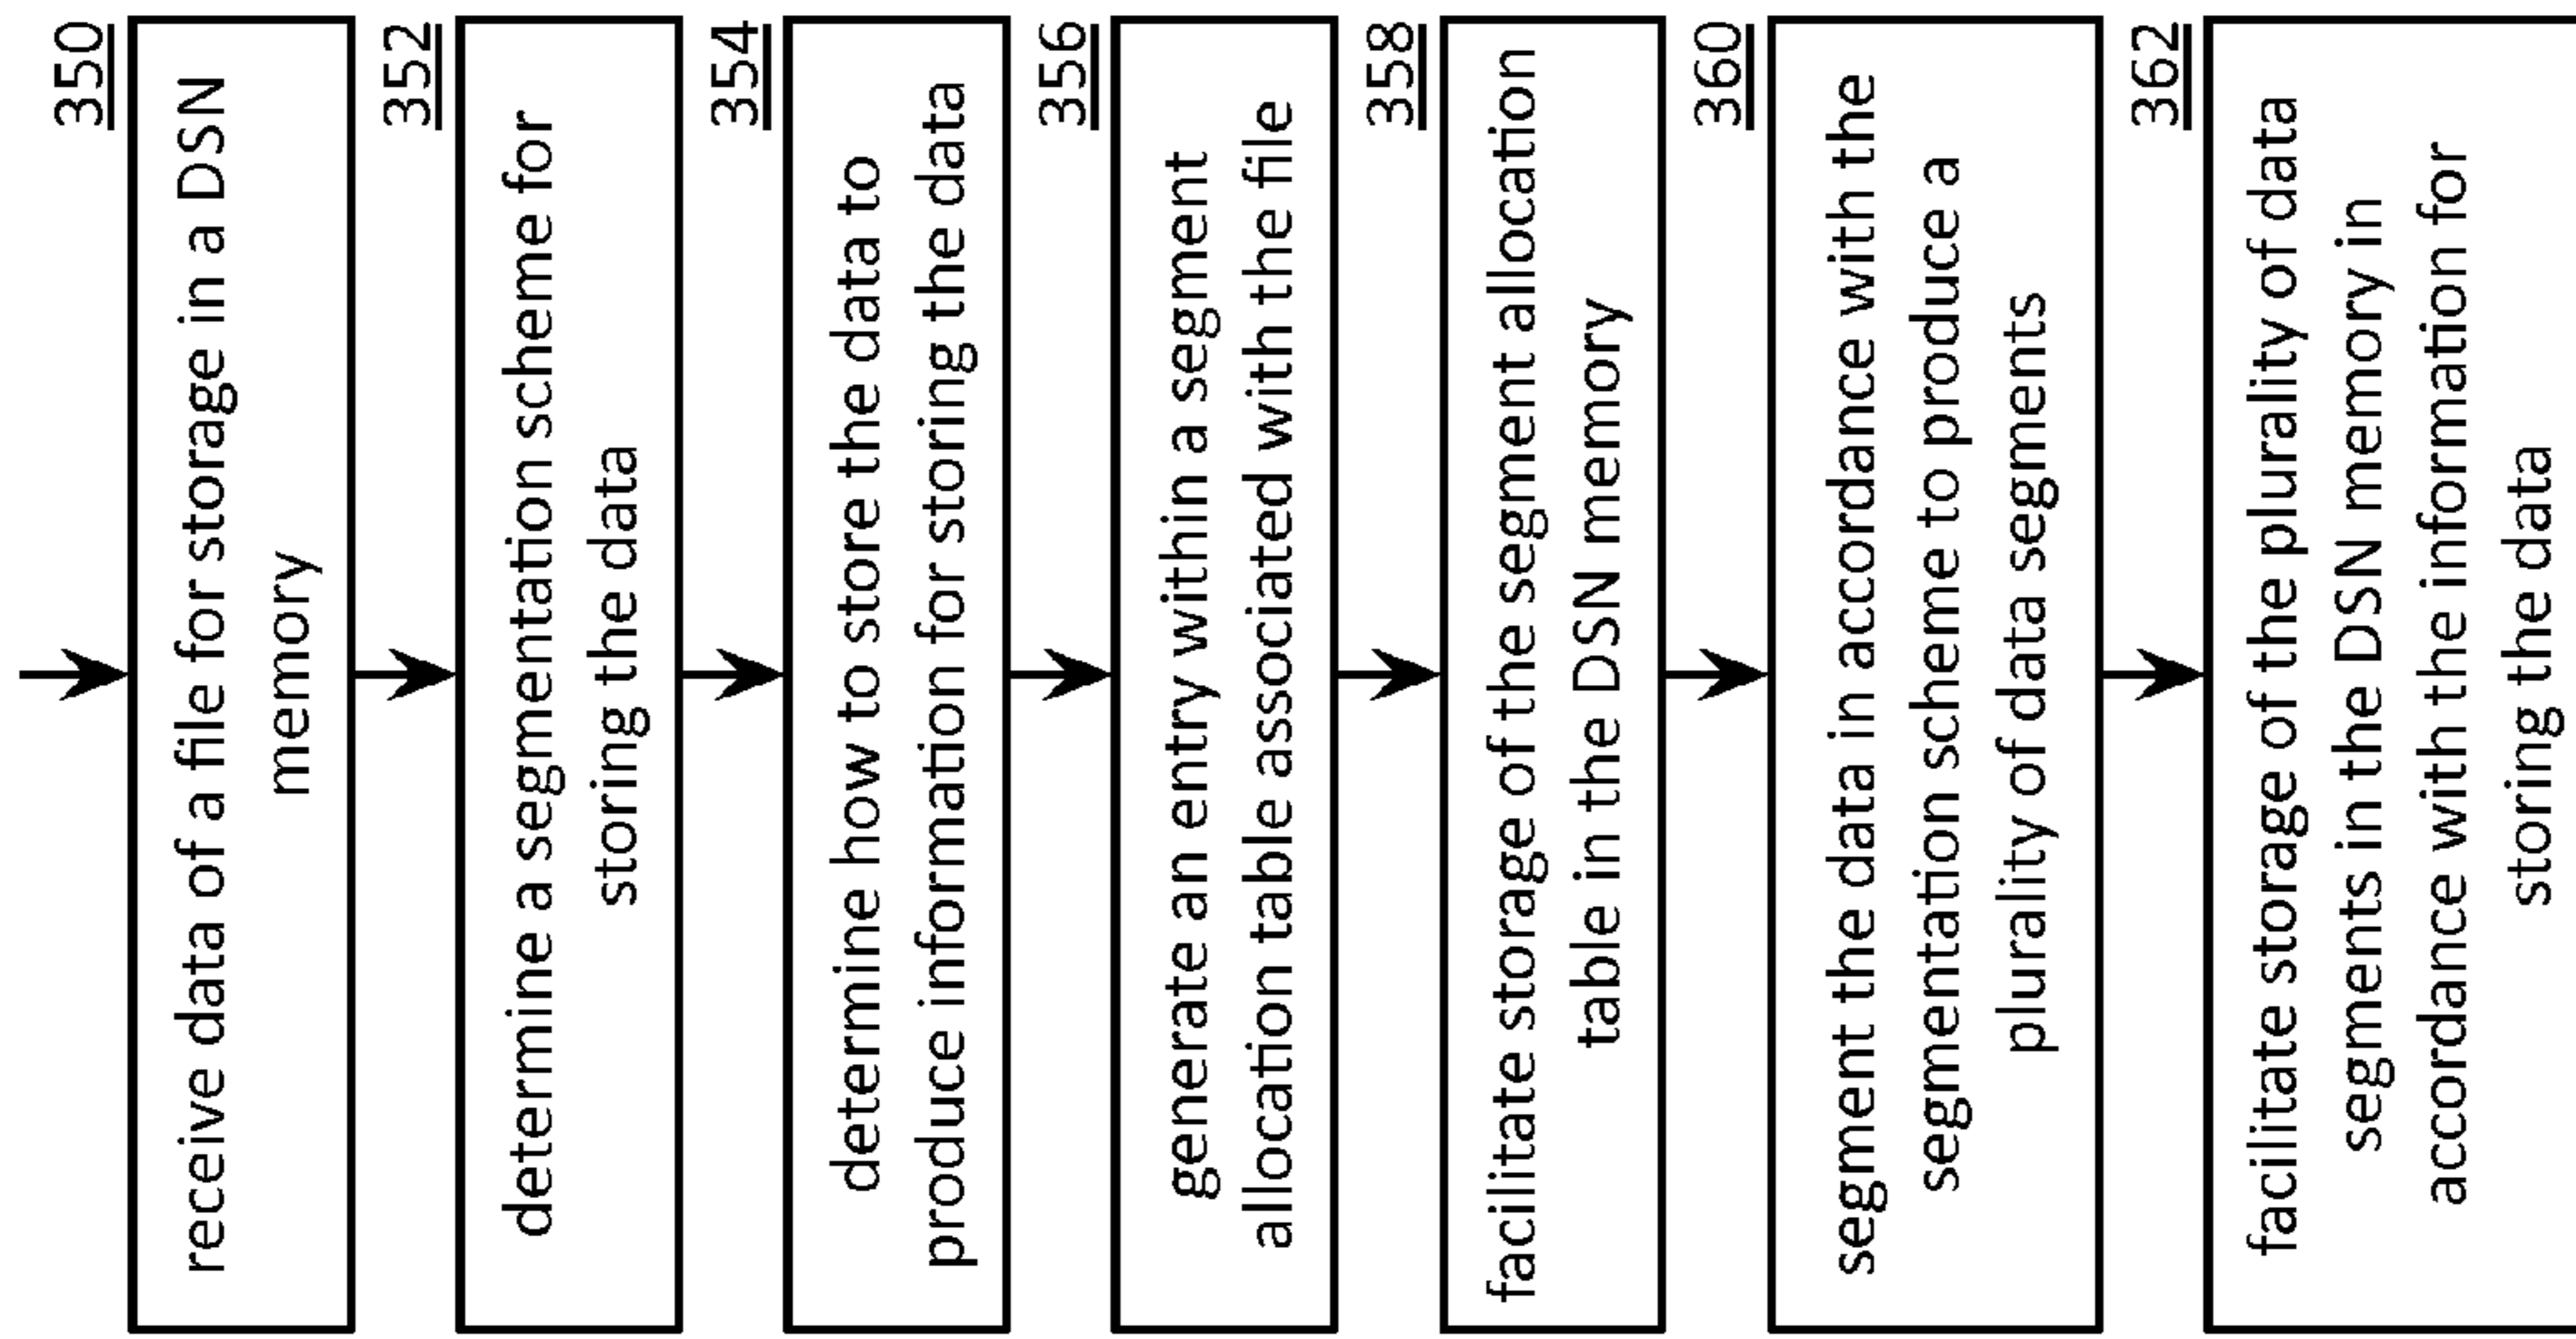 350
receive data of a file for storage in a DSN
memory
352
determine a segmentation scheme for
storing the data
354
determine how to store the data to
produce information for storing the data
356
generate an entry within a segment
allocation table associated with the file
358
facilitate storage of the segment allocation
table in the DSN memory
360
segment the data in accordance with the
segmentation scheme to produce a
plurality of data segments
362
facilitate storage of the plurality of data
segments in the DSN memory in
accordance with the information for
storing the data